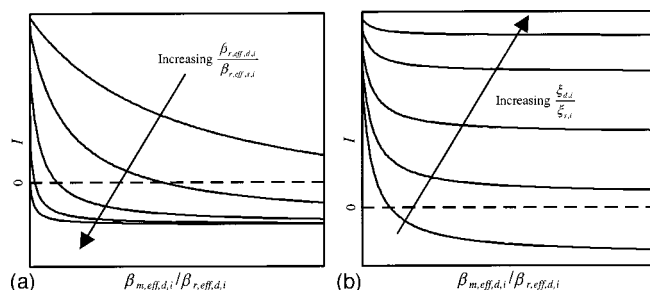 Increasing β_{r,eff,d,i}/β_{r,eff,s,i}
I
0
(a)
β_{m,eff,d,i}/β_{r,eff,d,i}
Increasing ξ_{d,i}/ξ_{s,i}
I
0
(b)
β_{m,eff,d,i}/β_{r,eff,d,i}